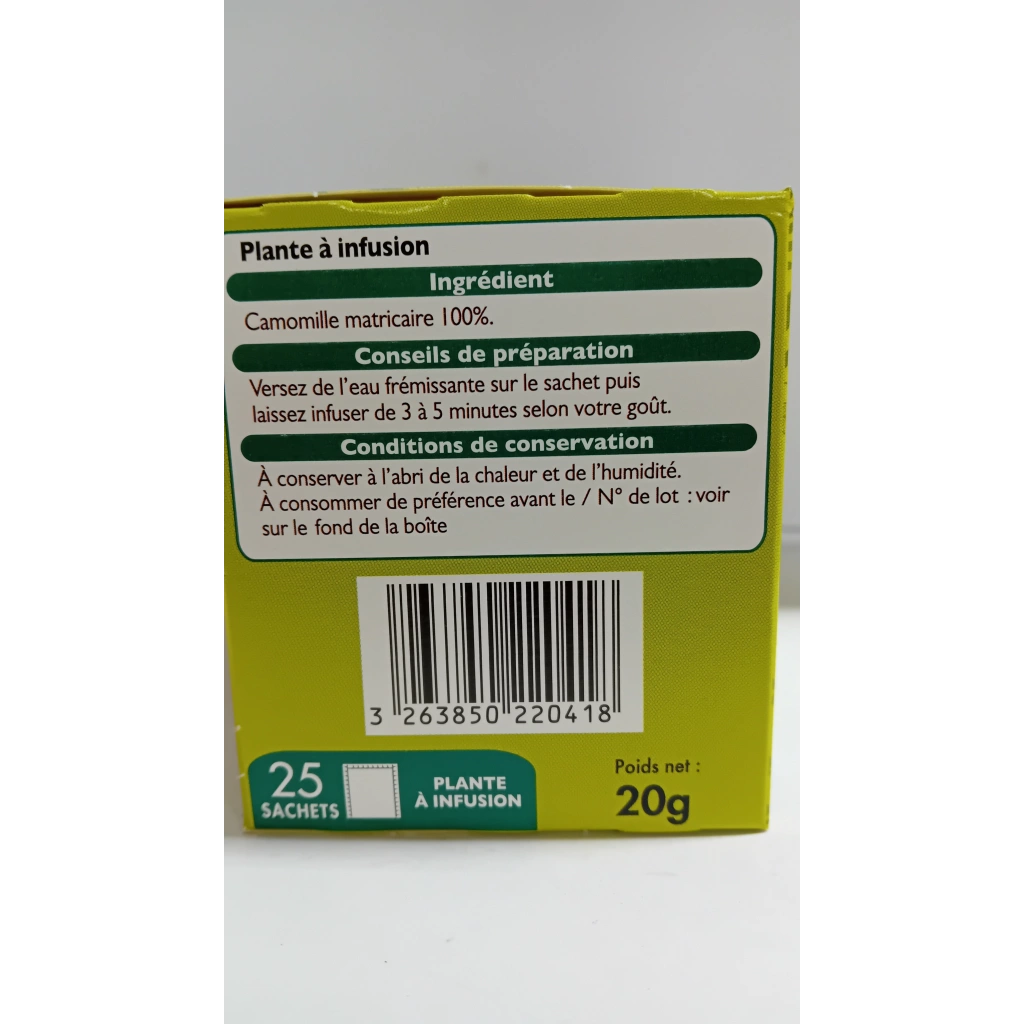 Plante à infusion
Ingrédient
Camomille matricaire 100%.
Conseils de préparation
Versez de l'eau frémissante sur le sachet puis
laissez infuser de 3 à 5 minutes selon votre goût.
Conditions de conservation
À conserver à l'abri de la chaleur et de l'humidité.
À consommer de préférence avant le / N° de lot : voir
sur le fond de la boîte
3 263850 220418
25
SACHETS
PLANTE
À INFUSION
Poids net :
20g